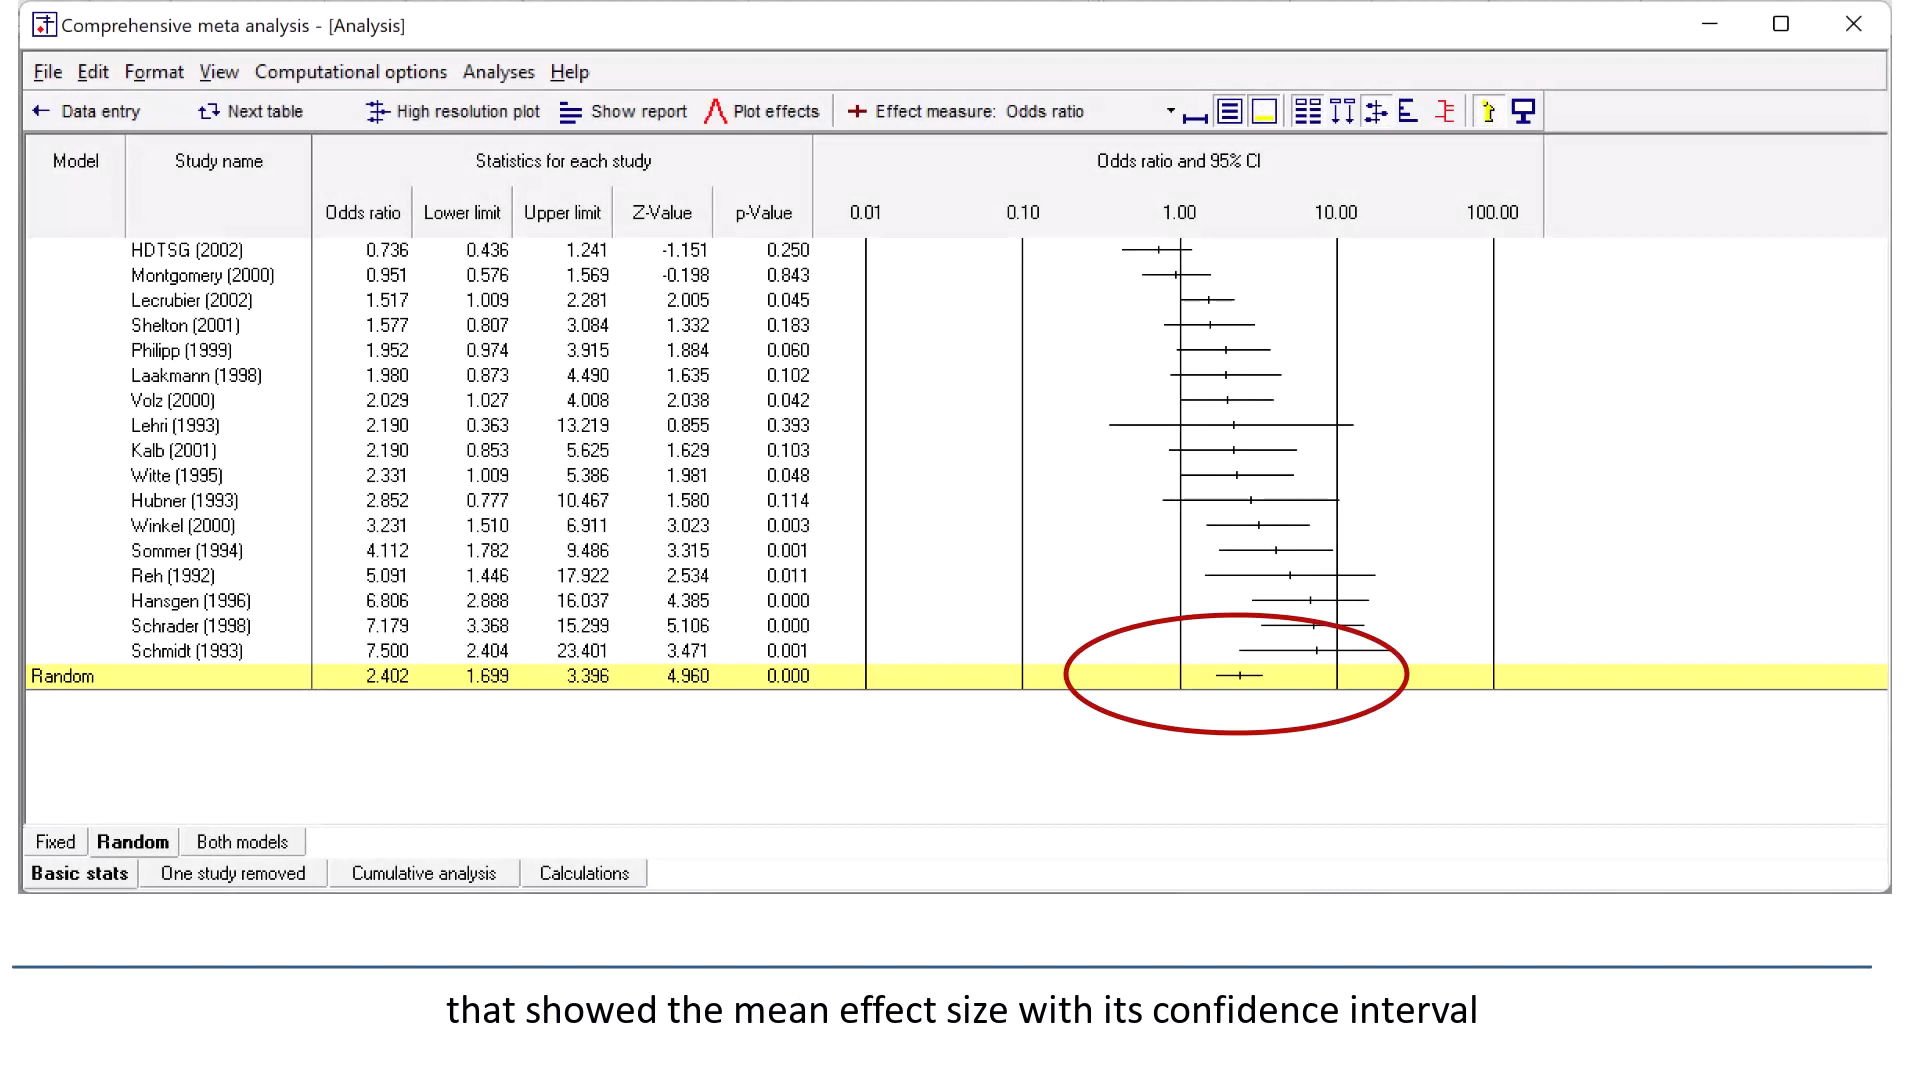 Comprehensive meta analysis - [Analysis]
File Edit Format View Computational options Analyses Help
Data entry Next table High resolution plot Show report Plot effects Effect measure: Odds ratio
Model Study name Statistics for each study Odds ratio and 95% CI
Odds ratio Lower limit Upper limit Z-Value p-Value 0.01 0.10 1.00 10.00 100.00
HDTSG (2002) 0.736 0.436 1.241 -1.151 0.250
Montgomery (2000) 0.951 0.576 1.569 -0.198 0.843
Lecrubier (2002) 1.517 1.009 2.281 2.005 0.045
Shelton (2001) 1.577 0.807 3.084 1.332 0.183
Philipp (1999) 1.952 0.974 3.915 1.884 0.060
Laakmann (1998) 1.980 0.873 4.490 1.635 0.102
Volz (2000) 2.029 1.027 4.008 2.038 0.042
Lehri (1993) 2.190 0.363 13.219 0.855 0.393
Kalb (2001) 2.190 0.853 5.625 1.629 0.103
Witte (1995) 2.331 1.009 5.386 1.981 0.048
Hubner (1993) 2.852 0.777 10.467 1.580 0.114
Winkel (2000) 3.231 1.510 6.911 3.023 0.003
Sommer (1994) 4.112 1.782 9.486 3.315 0.001
Reh (1992) 5.091 1.446 17.922 2.534 0.011
Hansgen (1996) 6.806 2.888 16.037 4.385 0.000
Schrader (1998) 7.179 3.368 15.299 5.106 0.000
Schmidt (1993) 7.500 2.404 23.401 3.471 0.001
Random 2.402 1.699 3.396 4.960 0.000
Fixed Random Both models
Basic stats One study removed Cumulative analysis Calculations
that showed the mean effect size with its confidence interval